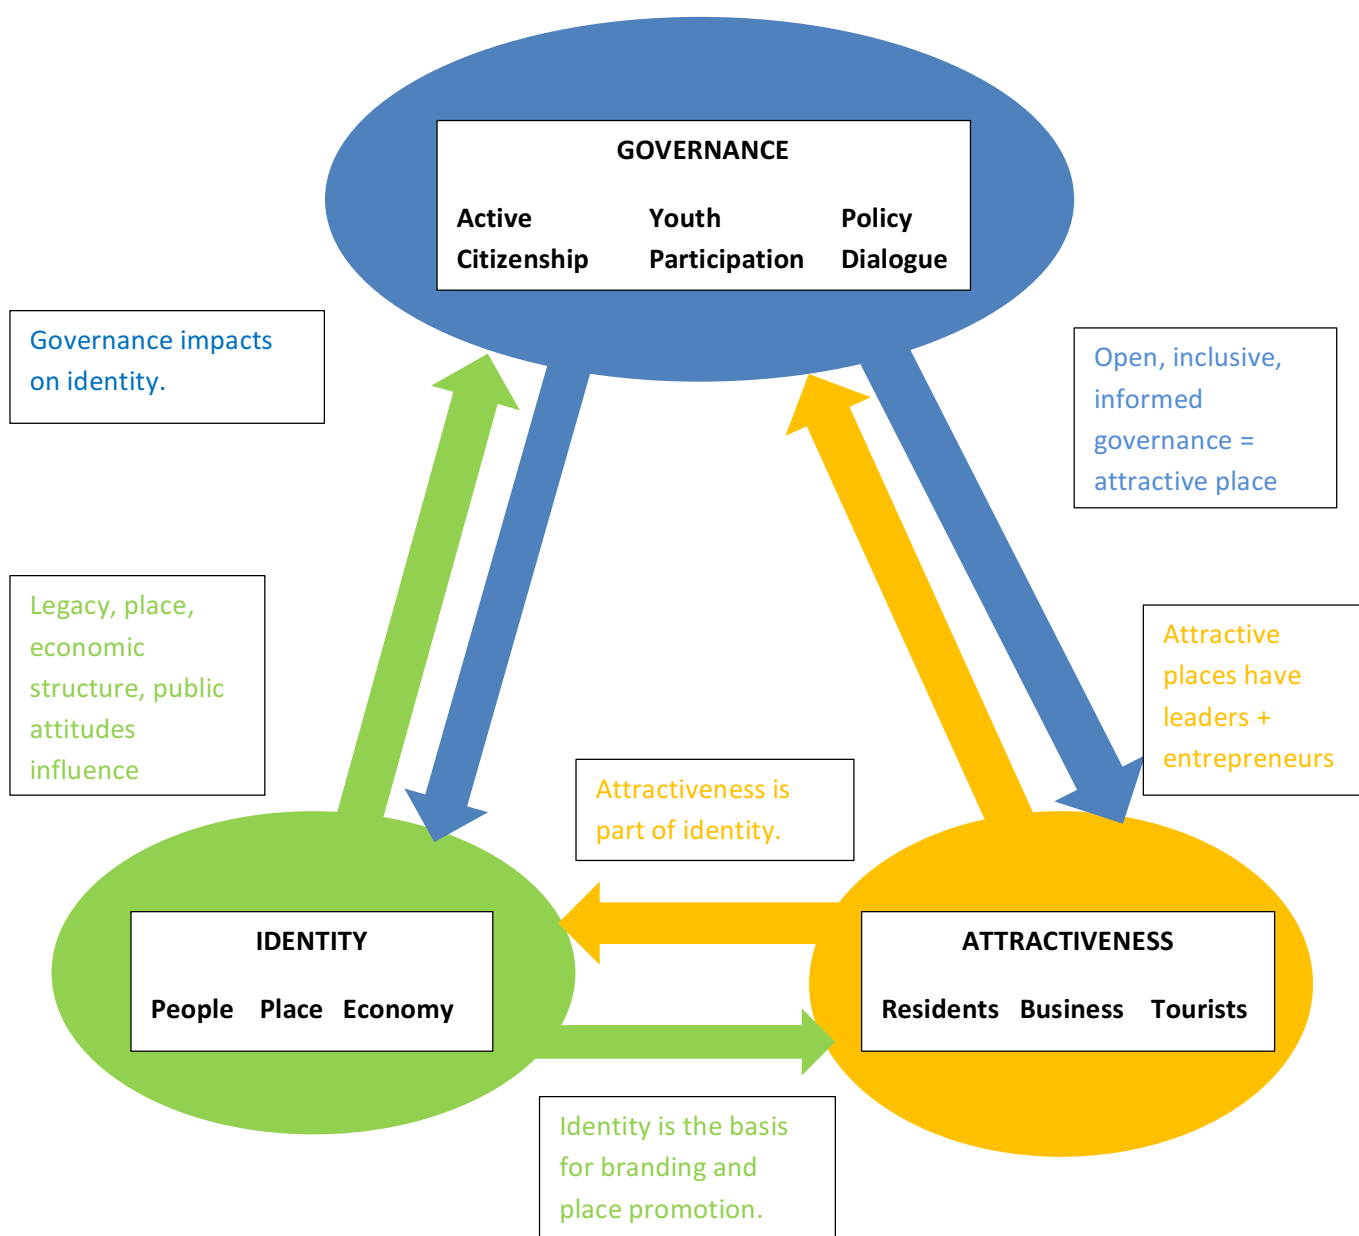 GOVERNANCE
Active Youth Policy
Citizenship Participation Dialogue
Governance impacts
on identity.
Open, inclusive,
informed
governance =
attractive place
Legacy, place,
economic
structure, public
attitudes
influence
Attractive
places have
leaders +
entrepreneurs
Attractiveness is
part of identity.
IDENTITY
People Place Economy
ATTRACTIVENESS
Residents Business Tourists
Identity is the basis
for branding and
place promotion.